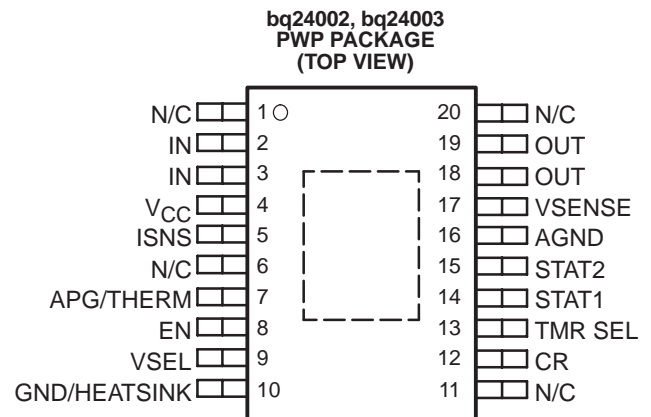 bq24002, bq24003
PWP PACKAGE
(TOP VIEW)
N/C 1 20 N/C
IN 2 19 OUT
IN 3 18 OUT
VCC 4 17 VSENSE
ISNS 5 16 AGND
N/C 6 15 STAT2
APG/THERM 7 14 STAT1
EN 8 13 TMR SEL
VSEL 9 12 CR
GND/HEATSINK 10 11 N/C